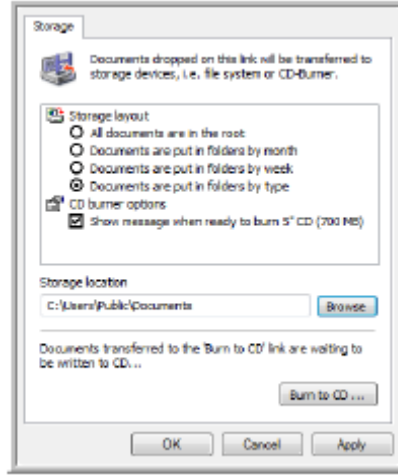 Storage
Documents dropped on this link will be transferred to
storage devices, i.e. file system or CD-Burner.
Storage layout
All documents are in the root
Documents are put in folders by month
Documents are put in folders by week
Documents are put in folders by type
CD burner options
Show message when ready to burn 5" CD (700 MB)
Storage location
C:\Users\Public\Documents
Browse
Documents transferred to the 'Burn to CD' link are waiting to
be written to CD...
Burn to CD ...
OK
Cancel
Apply